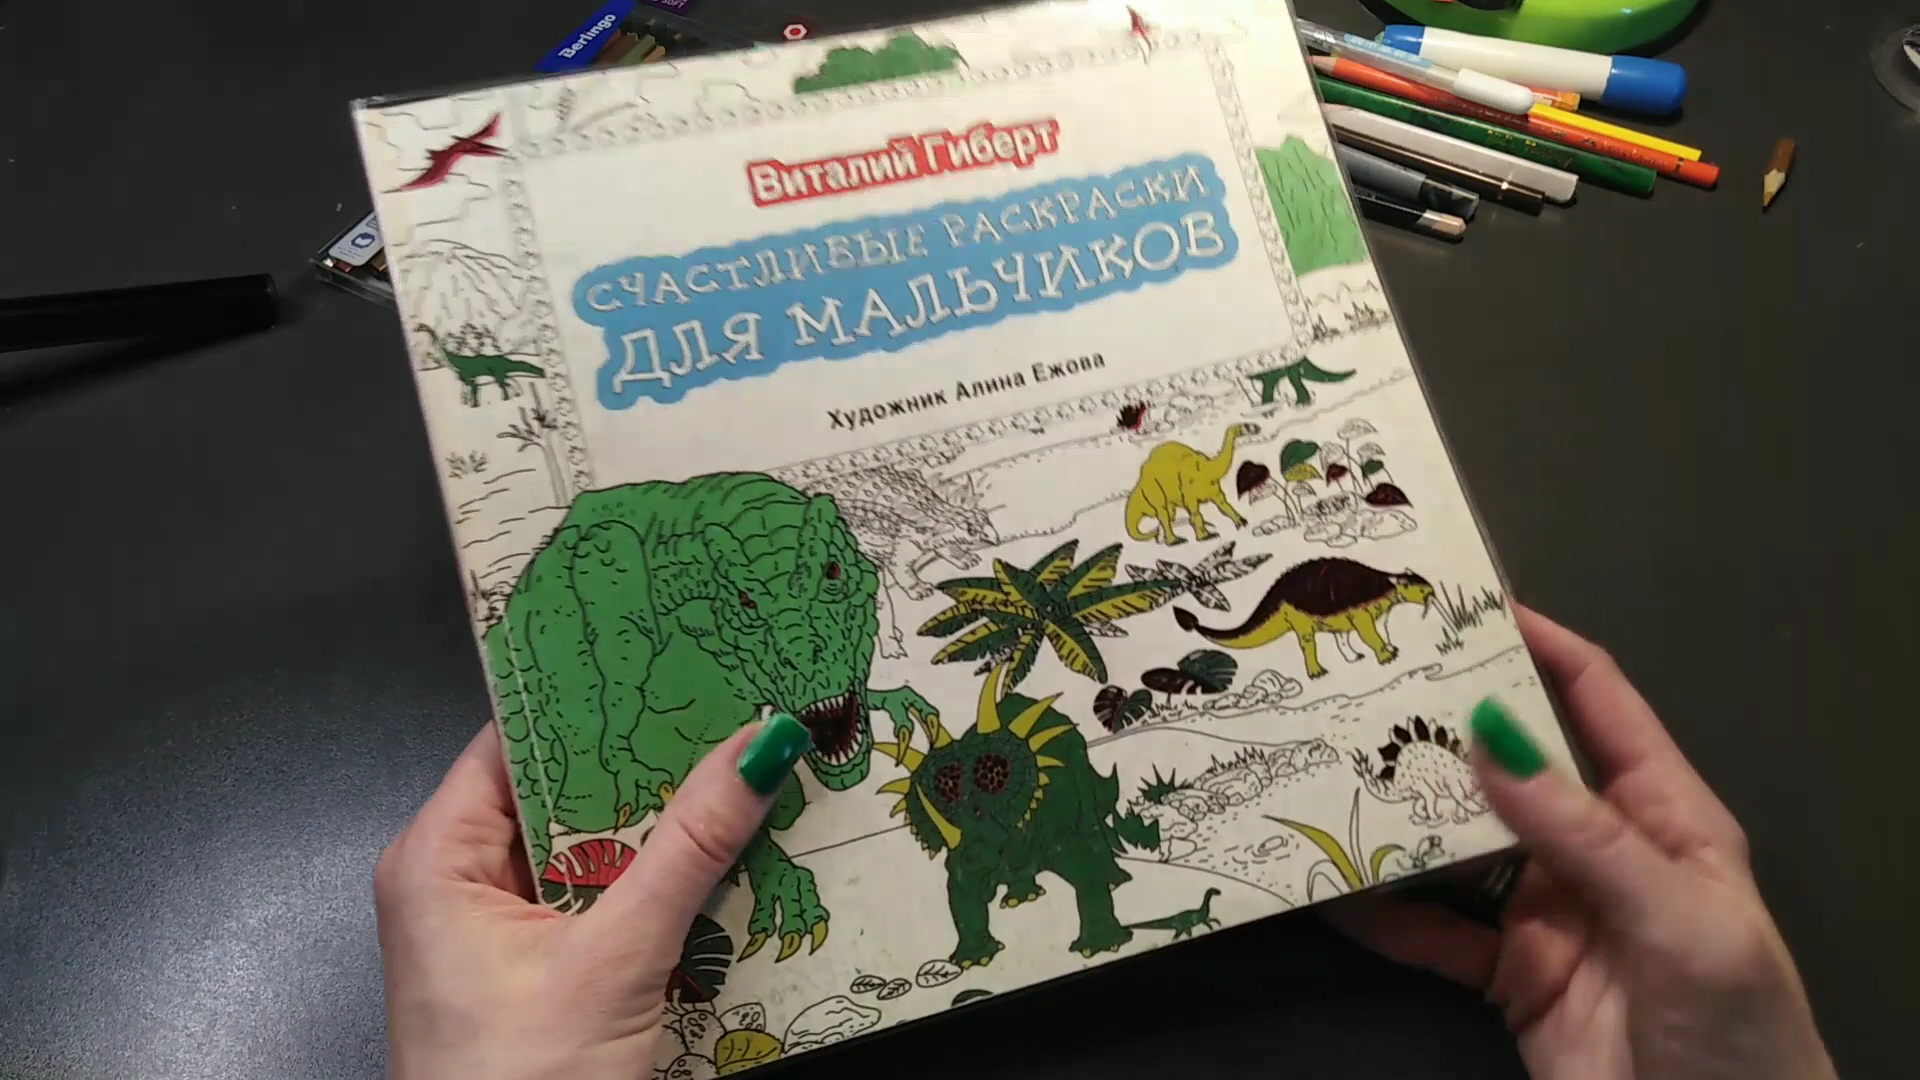 Berlingo
Виталий Гиберт
СЧАСТЛИВЫЕ РАСКРАСКИ
ДЛЯ МАЛЬЧИКОВ
Художник Алина Ежова